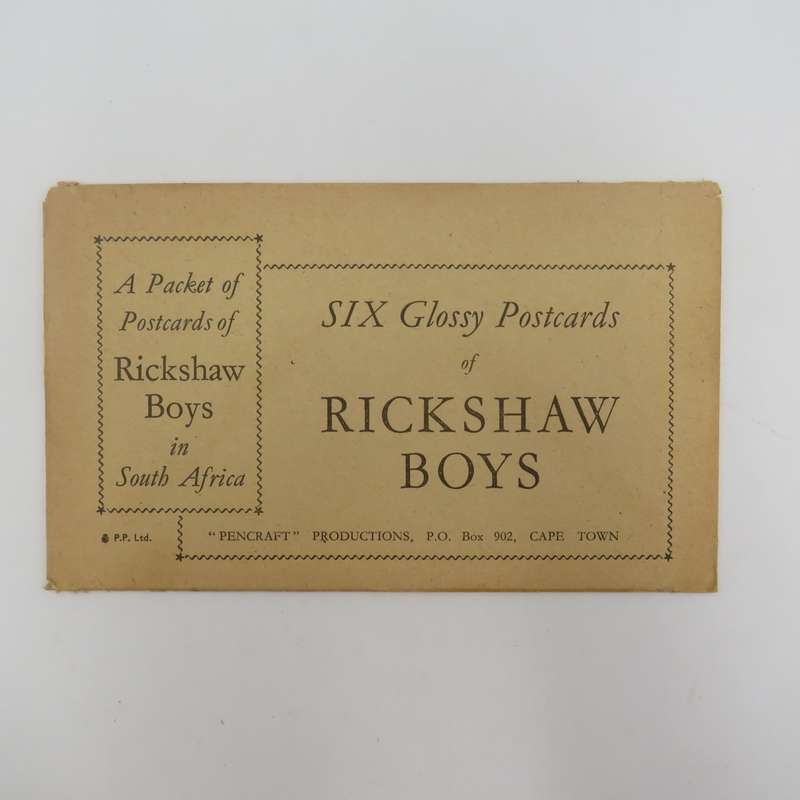 A Packet of
Postcards of
Rickshaw
Boys
in
South Africa
P.P. Ltd.
SIX Glossy Postcards
of
RICKSHAW
BOYS
"PENCRAFT" PRODUCTIONS, P.O. Box 902, CAPE TOWN